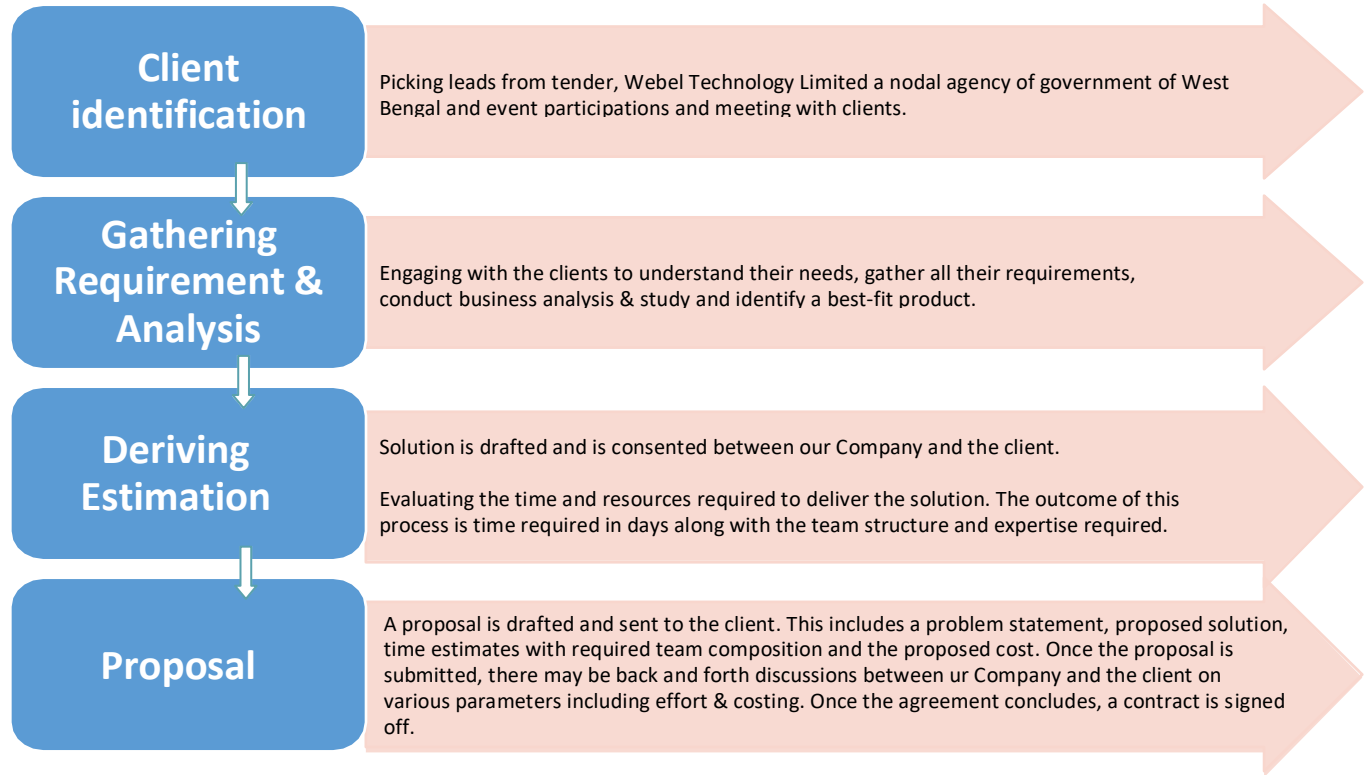 Client
identification
Picking leads from tender, Webel Technology Limited a nodal agency of government of West
Bengal and event participations and meeting with clients.
Gathering
Requirement &
Analysis
Engaging with the clients to understand their needs, gather all their requirements,
conduct business analysis & study and identify a best-fit product.
Deriving
Estimation
Solution is drafted and is consented between our Company and the client.
Evaluating the time and resources required to deliver the solution. The outcome of this
process is time required in days along with the team structure and expertise required.
Proposal
A proposal is drafted and sent to the client. This includes a problem statement, proposed solution,
time estimates with required team composition and the proposed cost. Once the proposal is
submitted, there may be back and forth discussions between ur Company and the client on
various parameters including effort & costing. Once the agreement concludes, a contract is signed
off.